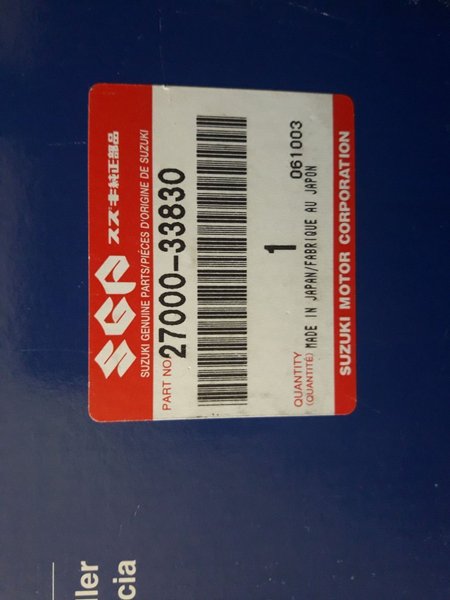 SGP スズキ純正部品
SUZUKI GENUINE PARTS/PIÈCES D'ORIGINE DE SUZUKI
PART NO. 27000-33830
061003
QUANTITY
(QUANTITÉ)
1
MADE IN JAPAN/FABRIQUE AU JAPON
SUZUKI MOTOR CORPORATION
ller
cia